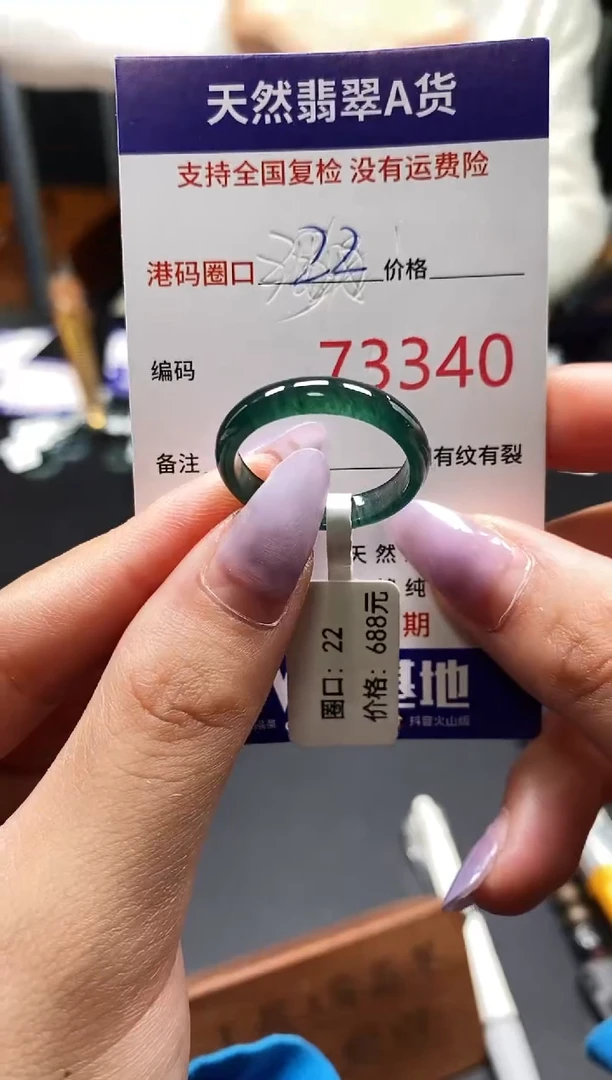 天然翡翠A货
支持全国复检 没有运费险
港码圈口 22 价格
编码 73340
备注 有纹有裂
天然
纯
期
圈口：22
价格：688元
基地
抖音火山版